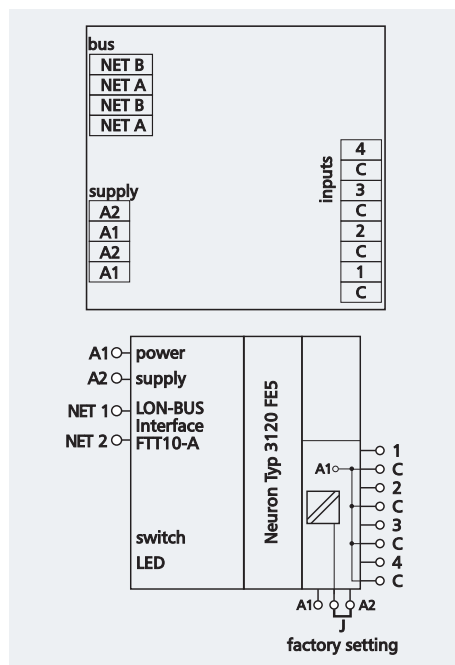 bus
NET B
NET A
NET B
NET A
supply
A2
A1
A2
A1
inputs
4
C
3
C
2
C
1
C
A1 power
A2 supply
NET 1 LON-BUS
Interface
NET 2 FTT10-A
switch
LED
Neuron Typ 3120 FE5
A1
1
C
2
C
3
C
4
C
A1 A2
J
factory setting